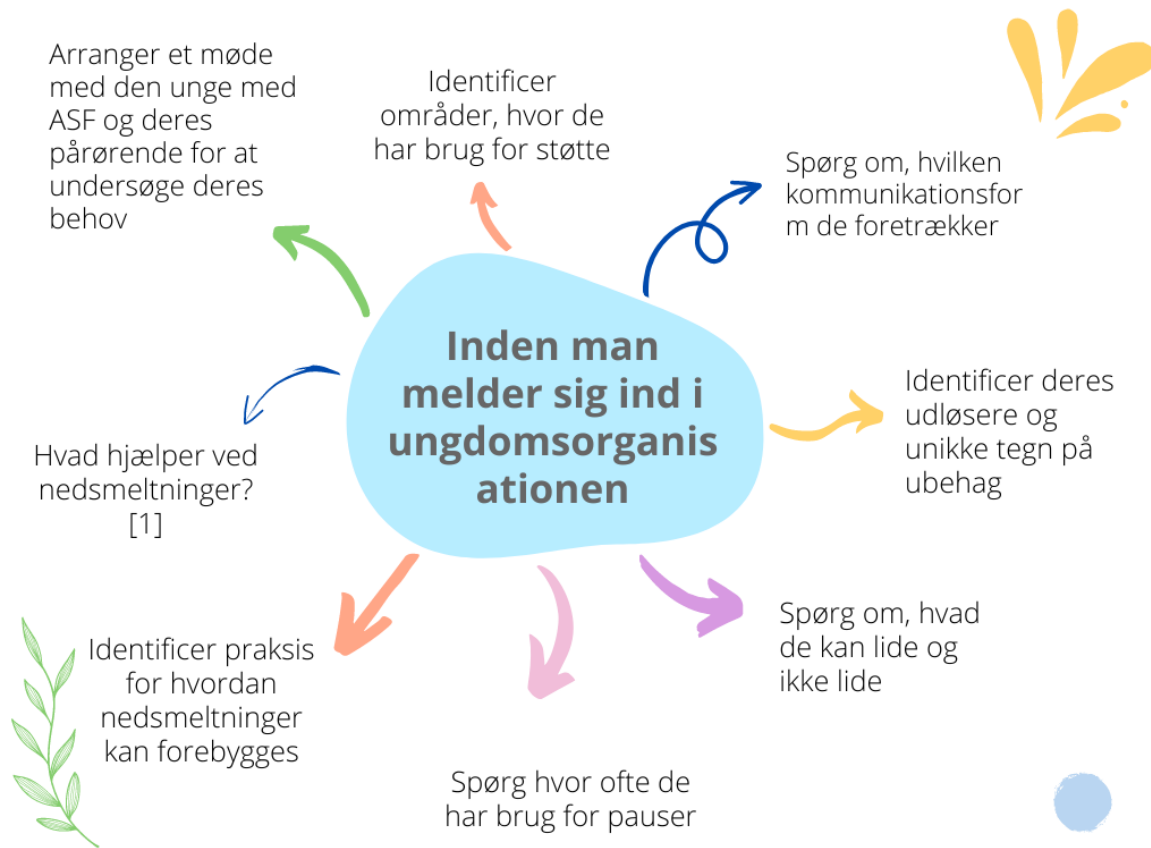 Arranger et møde
med den unge med
ASF og deres
pårørende for at
undersøge deres
behov
Identificer
områder, hvor de
har brug for støtte
Spørg om, hvilken
kommunikationsfor
m de foretrækker
Inden man
melder sig ind i
ungdomsorganis
ationen
Identificer deres
udløsere og
unikke tegn på
ubehag
Hvad hjælper ved
nedsmeltninger?
[1]
Spørg om, hvad
de kan lide og
ikke lide
Identificer praksis
for hvordan
nedsmeltninger
kan forebygges
Spørg hvor ofte de
har brug for pauser